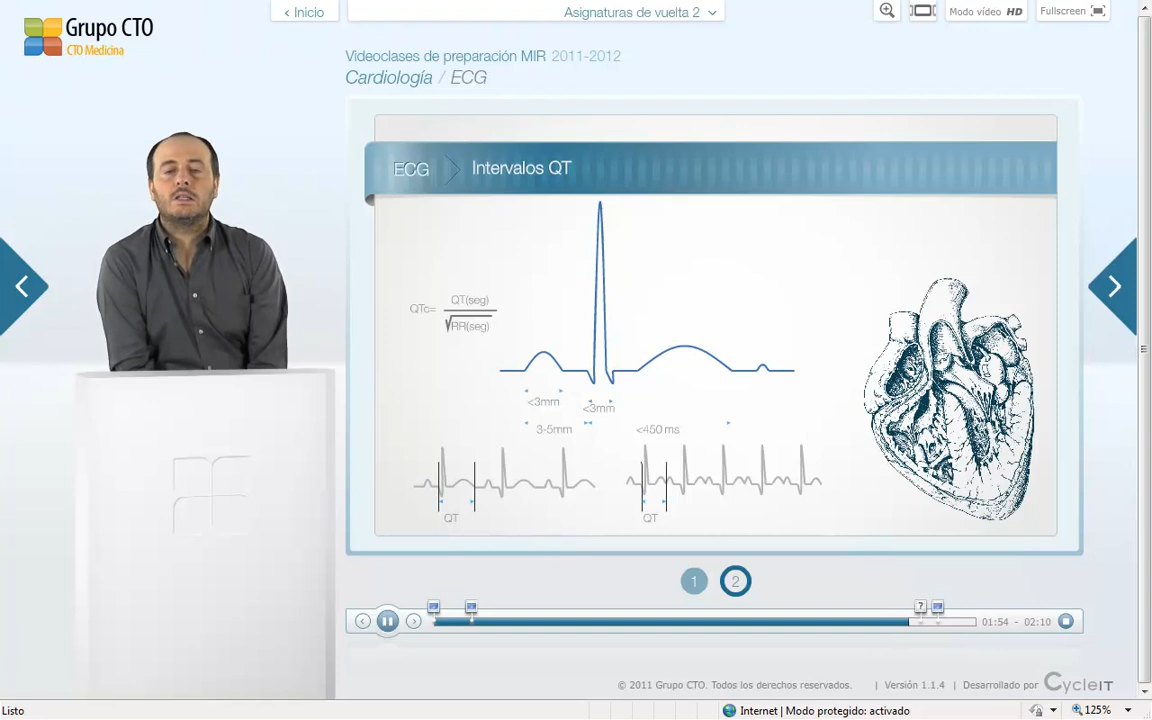 Grupo CTO
CTO Medicina
‹ Inicio
Asignaturas de vuelta 2
Modo vídeo HD
Fullscreen
Videoclases de preparación MIR 2011-2012
Cardiología / ECG
ECG
Intervalos QT
QTc=
QT(seg)
√RR(seg)
<3mm
<3mm
3-5mm
<450 ms
QT
QT
1
2
?
01:54 - 02:10
© 2011 Grupo CTO. Todos los derechos reservados.
| Versión 1.1.4
| Desarrollado por
CycleIT
Listo
Internet | Modo protegido: activado
125%